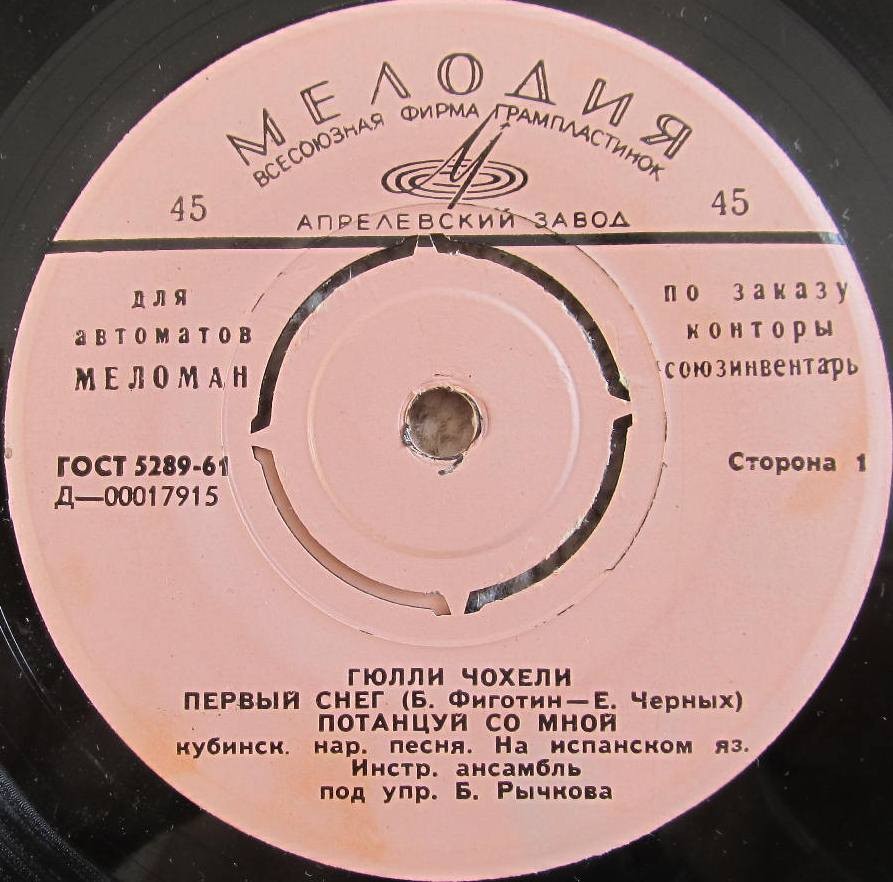 МЕЛОДИЯ
ВСЕСОЮЗНАЯ ФИРМА ГРАМПЛАСТИНОК
45
45
АПРЕЛЕВСКИЙ ЗАВОД
для
автоматов
МЕЛОМАН
по заказу
конторы
союзинвентарь
ГОСТ 5289-61
Д—00017915
Сторона 1
ГЮЛЛИ ЧОХЕЛИ
ПЕРВЫЙ СНЕГ (Б. Фиготин—Е. Черных)
ПОТАНЦУЙ СО МНОЙ
кубинск. нар. песня. На испанском яз.
Инстр. ансамбль
под упр. Б. Рычкова